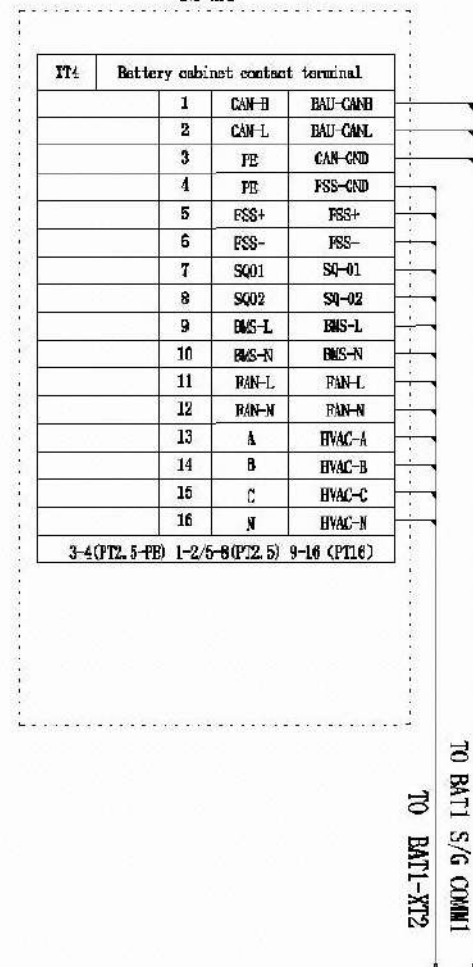 XT4 Battery cabinet contact terminal
1 CAN-H BAU-CANH
2 CAN-L BAU-CANL
3 PE CAN-GND
4 PE FSS-GND
5 FSS+ FSS+
6 FSS- FSS-
7 SQ01 SQ-01
8 SQ02 SQ-02
9 BMS-L BMS-L
10 BMS-N BMS-N
11 FAN-L FAN-L
12 FAN-N FAN-N
13 A HVAC-A
14 B HVAC-B
15 C HVAC-C
16 N HVAC-N
3-4(PT2.5-PE) 1-2/5-8(PT2.5) 9-16 (PT16)
TO BAT1 S/G COMM1
TO BAT1-XT2